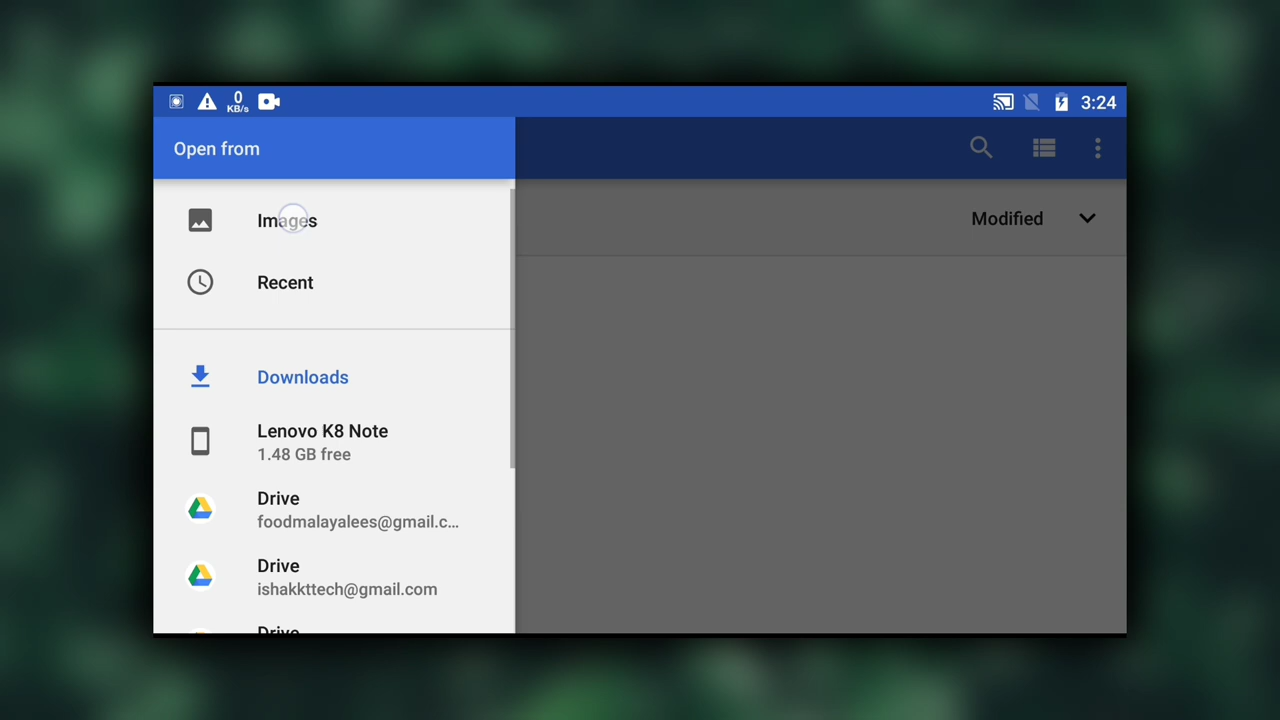 0
KB/s
3:24
Open from
Images
Modified
Recent
Downloads
Lenovo K8 Note
1.48 GB free
Drive
foodmalayalees@gmail.c...
Drive
ishakkttech@gmail.com
Drive